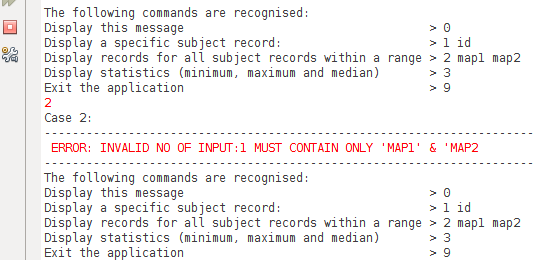 The following commands are recognised:
Display this message > 0
Display a specific subject record: > 1 id
Display records for all subject records within a range > 2 map1 map2
Display statistics (minimum, maximum and median) > 3
Exit the application > 9
2
Case 2:
--------------------------------------------------------------------
ERROR: INVALID NO OF INPUT:1 MUST CONTAIN ONLY 'MAP1' & 'MAP2
--------------------------------------------------------------------
The following commands are recognised:
Display this message > 0
Display a specific subject record: > 1 id
Display records for all subject records within a range > 2 map1 map2
Display statistics (minimum, maximum and median) > 3
Exit the application > 9